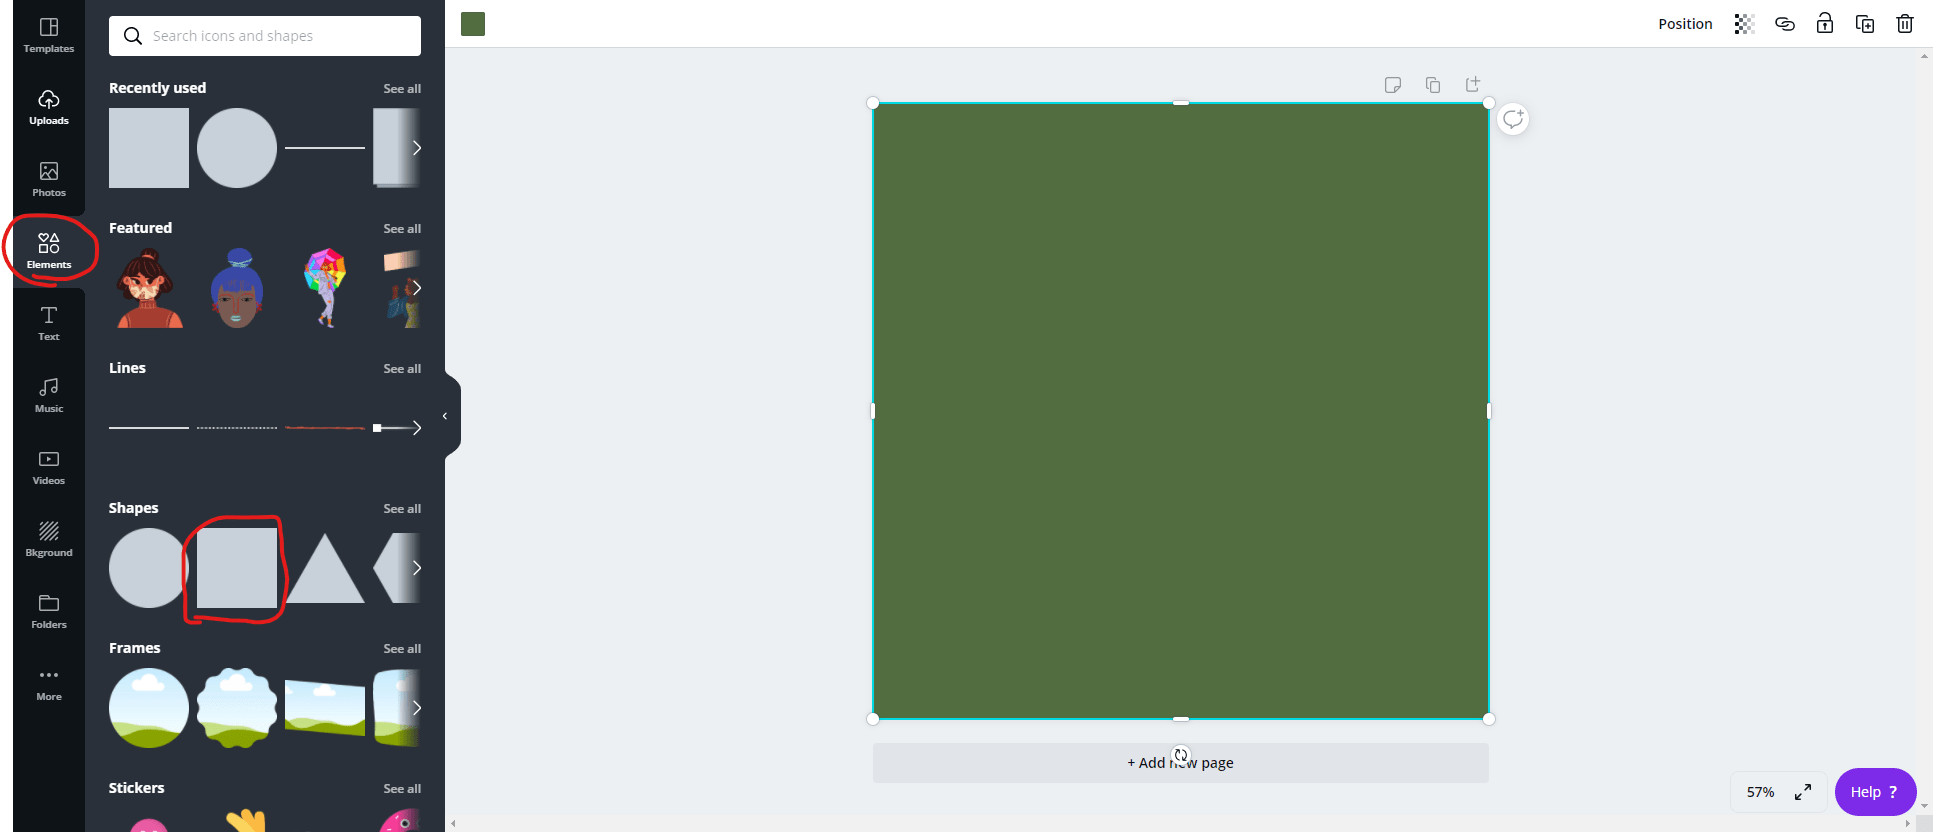 Templates
Uploads
Photos
Elements
Text
Music
Videos
Bkground
Folders
More
Search icons and shapes
Recently used See all
Featured See all
Lines See all
Shapes See all
Frames See all
Stickers See all
Position
+ Add new page
57%
Help ?